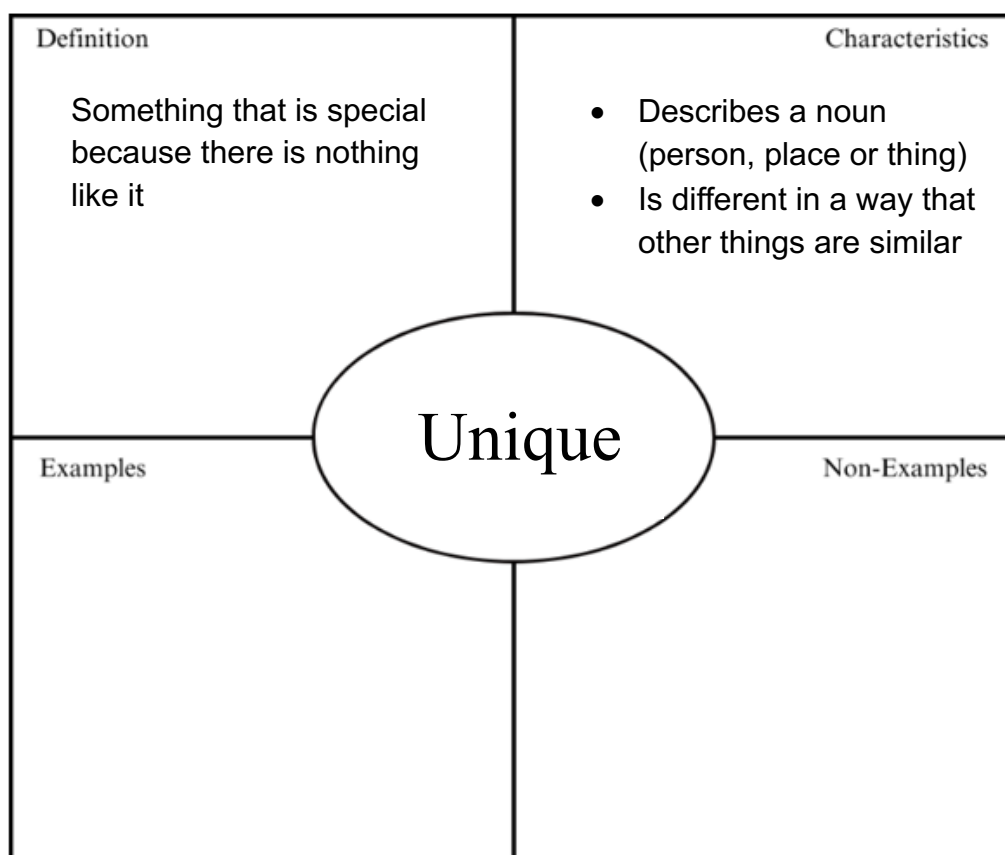 Definition
Something that is special
because there is nothing
like it
Characteristics
• Describes a noun
(person, place or thing)
• Is different in a way that
other things are similar
Unique
Examples
Non-Examples